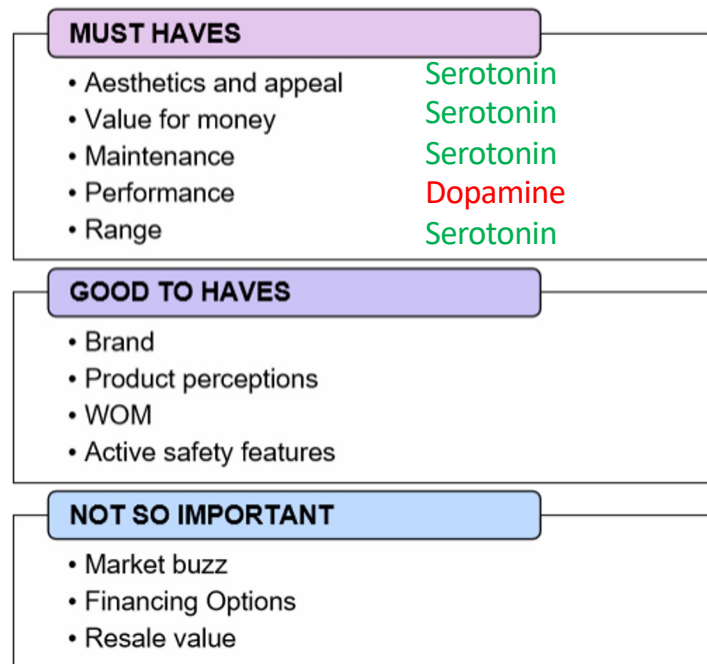 MUST HAVES
• Aesthetics and appeal Serotonin
• Value for money Serotonin
• Maintenance Serotonin
• Performance Dopamine
• Range Serotonin
GOOD TO HAVES
• Brand
• Product perceptions
• WOM
• Active safety features
NOT SO IMPORTANT
• Market buzz
• Financing Options
• Resale value